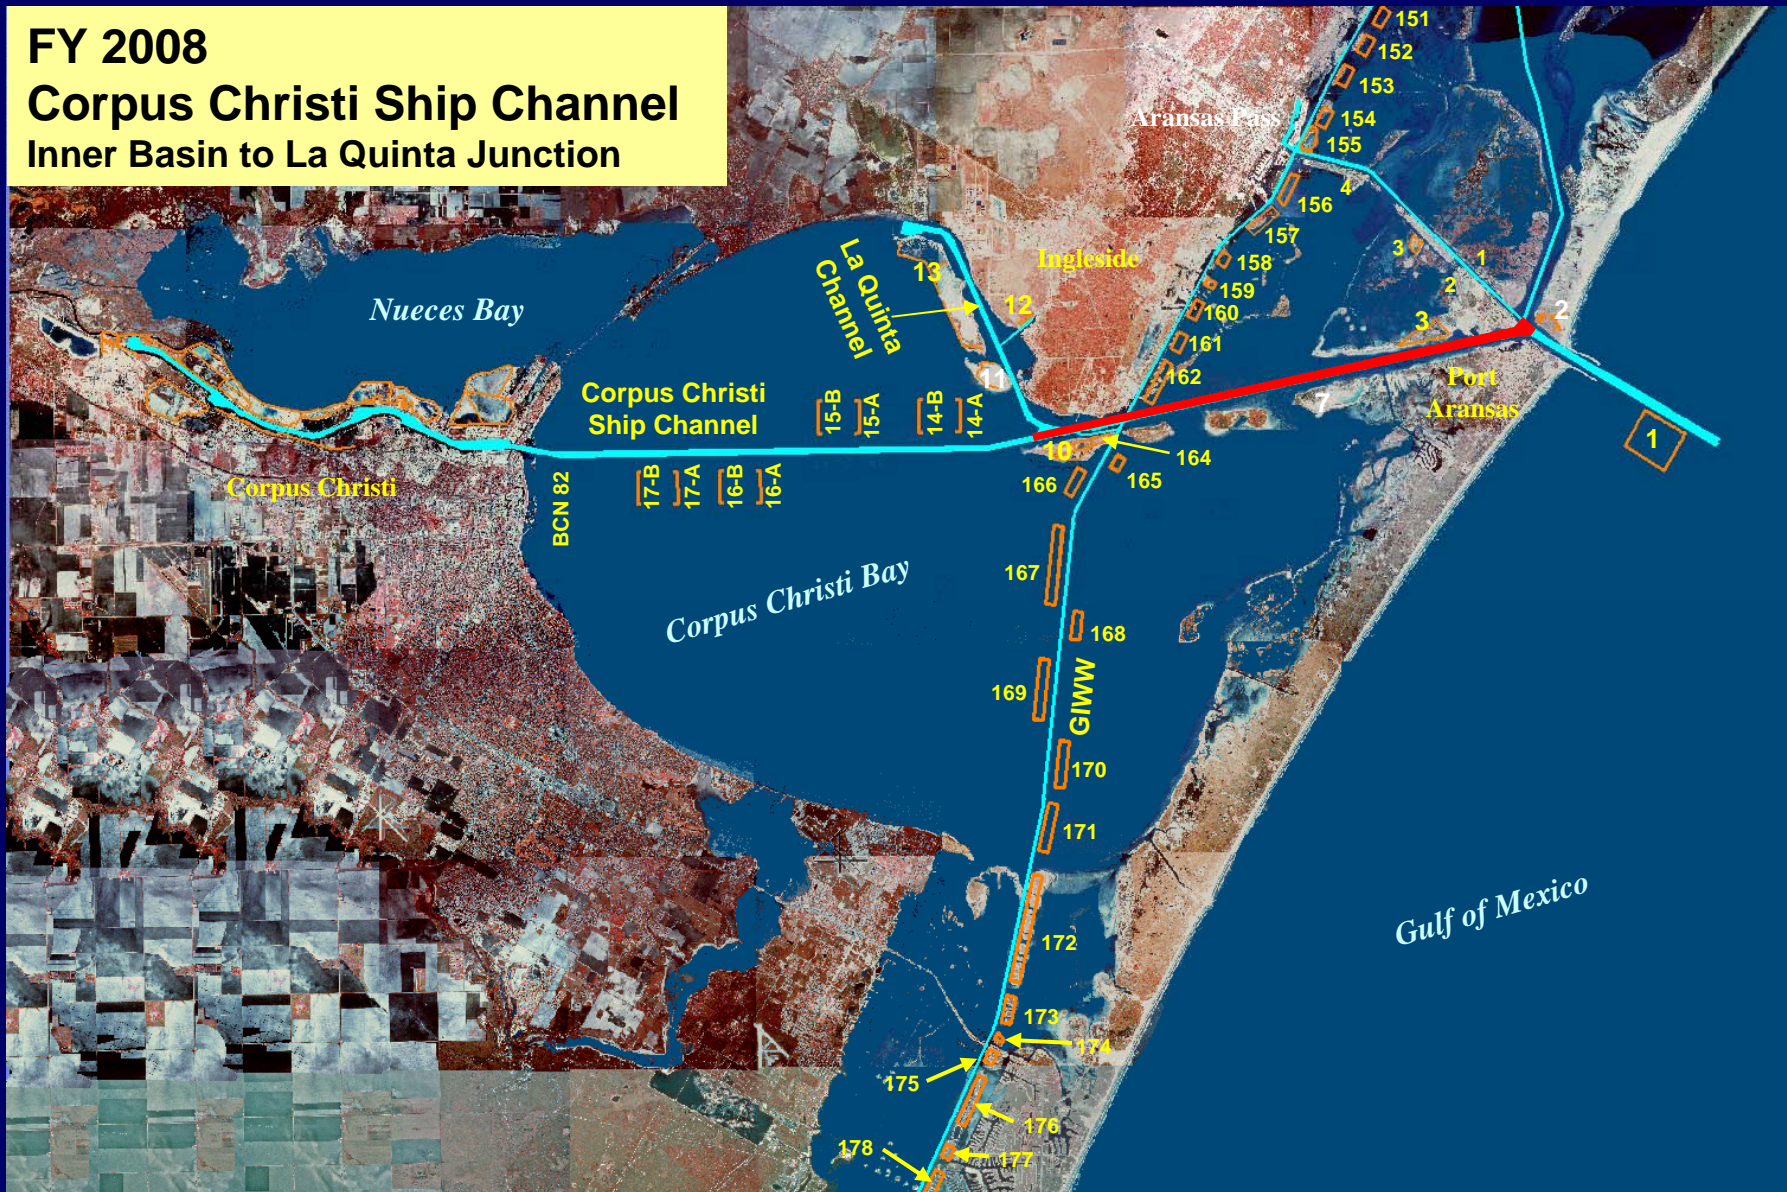 FY 2008
Corpus Christi Ship Channel
Inner Basin to La Quinta Junction
151
152
153
154
155
Aransas Pass
4
156
157
158
159
160
161
162
3
1
2
3
2
La Quinta
Channel
13
12
11
Ingleside
Nueces Bay
Corpus Christi
Ship Channel
15-B
15-A
14-B
14-A
7
Port
Aransas
1
10
164
165
166
Corpus Christi
BCN 82
17-B
17-A
16-B
16-A
167
Corpus Christi Bay
168
169
GIWW
170
171
172
Gulf of Mexico
173
174
175
176
177
178